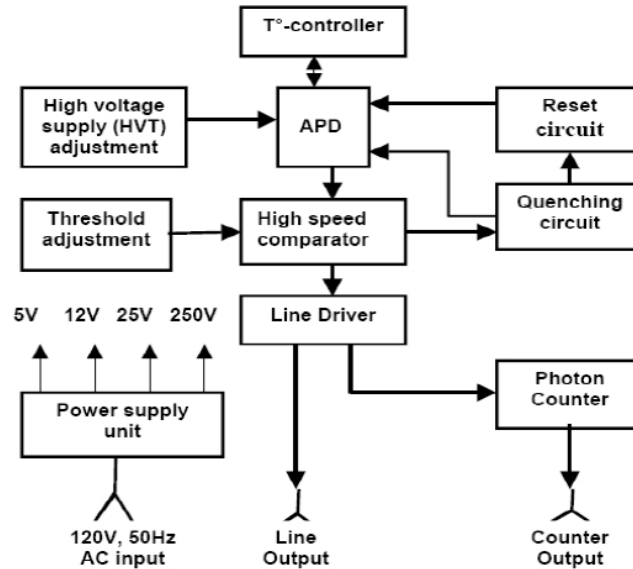 T°-controller
High voltage
supply (HVT)
adjustment
APD
Reset
circuit
Threshold
adjustment
High speed
comparator
Quenching
circuit
5V 12V 25V 250V
Line Driver
Power supply
unit
Photon
Counter
120V, 50Hz
AC input
Line
Output
Counter
Output